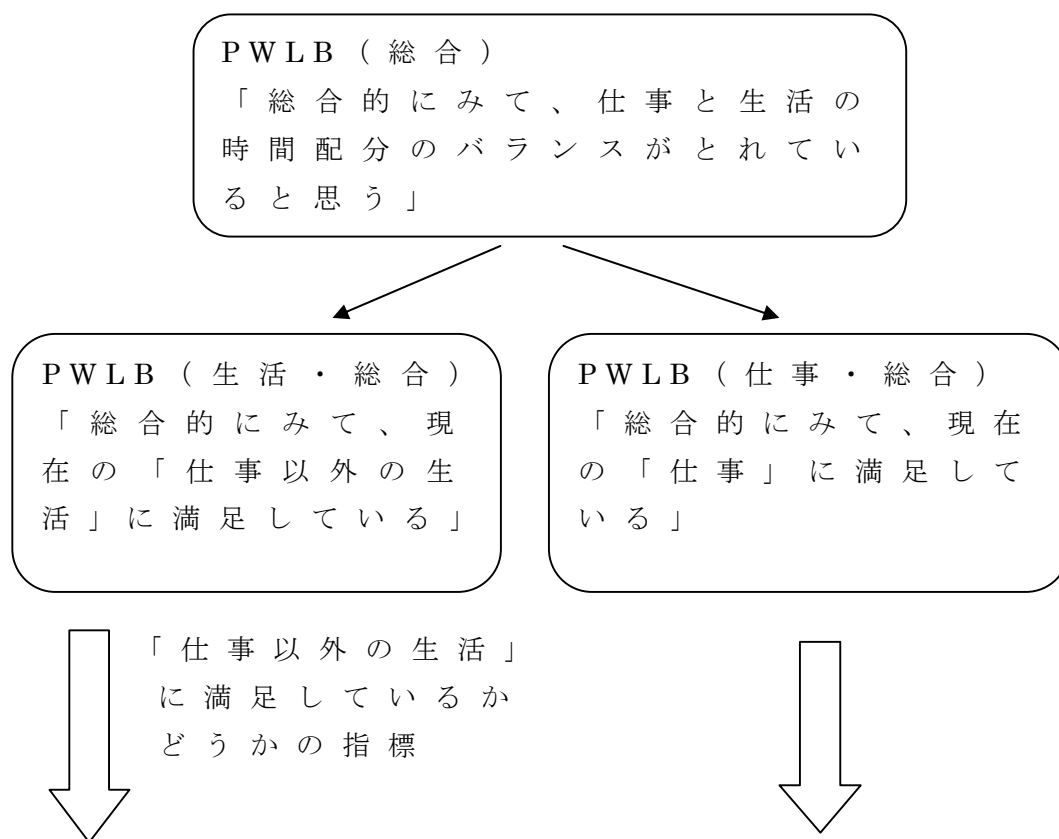 PWLB(総合)
「総合的にみて、仕事と生活の
時間配分のバランスがとれてい
ると思う」
PWLB(生活・総合)
「総合的にみて、現
在の「仕事以外の生
活」に満足している」
PWLB(仕事・総合)
「総合的にみて、現在
の「仕事」に満足して
いる」
「仕事以外の生活」
に満足しているか
どうかの指標